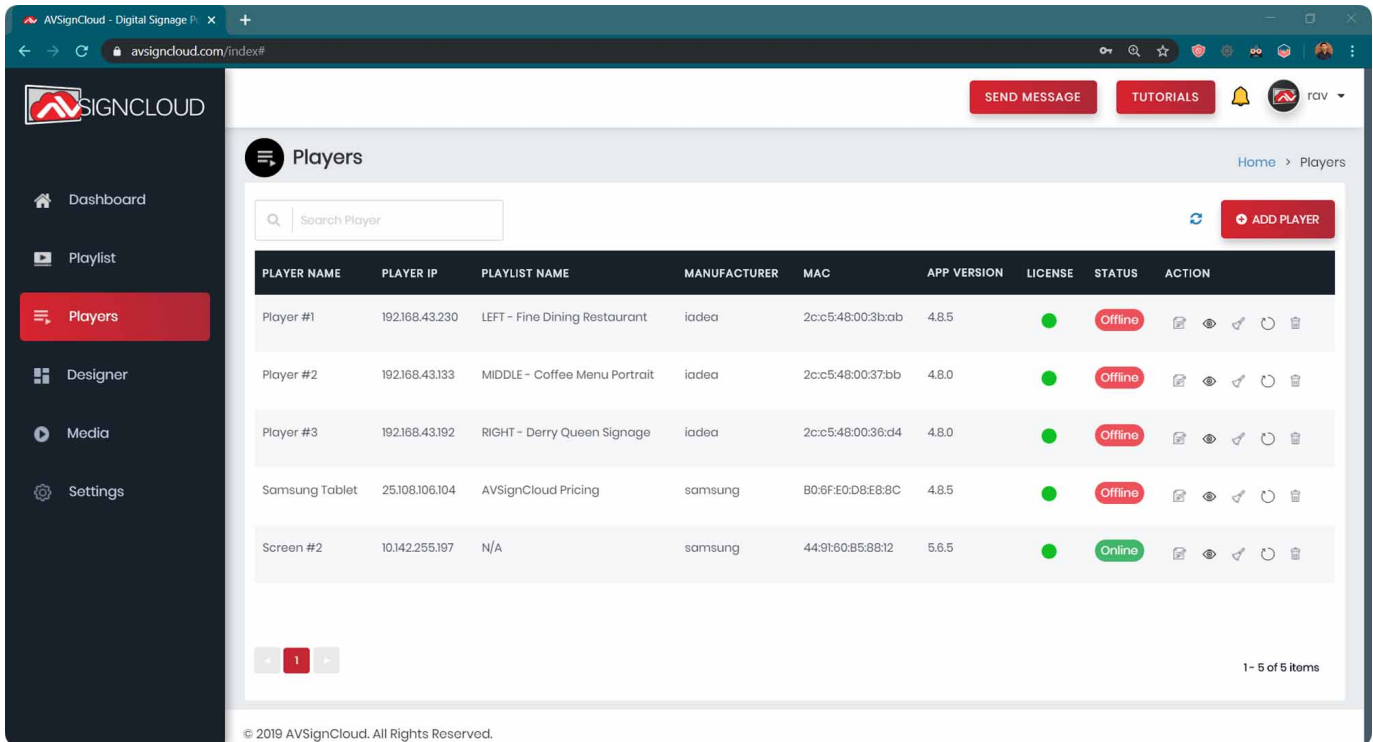 AVSignCloud - Digital Signage P
avsigncloud.com/index#
AVSIGNCLOUD
SEND MESSAGE
TUTORIALS
rav
Players
Home > Players
Dashboard
Playlist
Players
Designer
Media
Settings
Search Player
ADD PLAYER
PLAYER NAME PLAYER IP PLAYLIST NAME MANUFACTURER MAC APP VERSION LICENSE STATUS ACTION
Player #1 192.168.43.230 LEFT - Fine Dining Restaurant iadea 2c:c5:48:00:3b:ab 4.8.5 Offline
Player #2 192.168.43.133 MIDDLE - Coffee Menu Portrait iadea 2c:c5:48:00:37:bb 4.8.0 Offline
Player #3 192.168.43.192 RIGHT - Derry Queen Signage iadea 2c:c5:48:00:36:d4 4.8.0 Offline
Samsung Tablet 25.108.106.104 AVSignCloud Pricing samsung B0:6F:E0:D8:E8:8C 4.8.5 Offline
Screen #2 10.142.255.197 N/A samsung 44:91:60:B5:88:12 5.6.5 Online
1
1 - 5 of 5 items
© 2019 AVSignCloud. All Rights Reserved.